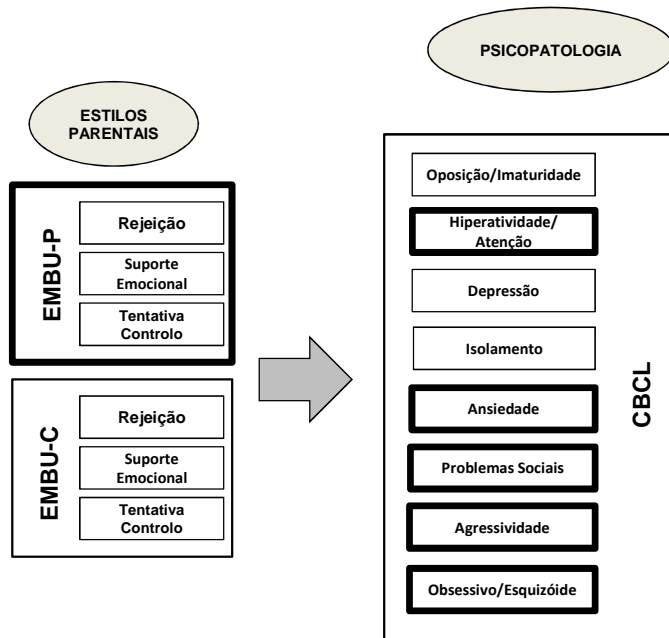 PSICOPATOLOGIA
ESTILOS
PARENTAIS
EMBU-P
Rejeição
Suporte
Emocional
Tentativa
Controlo
EMBU-C
Rejeição
Suporte
Emocional
Tentativa
Controlo
Oposição/Imaturidade
Hiperatividade/
Atenção
Depressão
Isolamento
Ansiedade
Problemas Sociais
Agressividade
Obsessivo/Esquizóide
CBCL